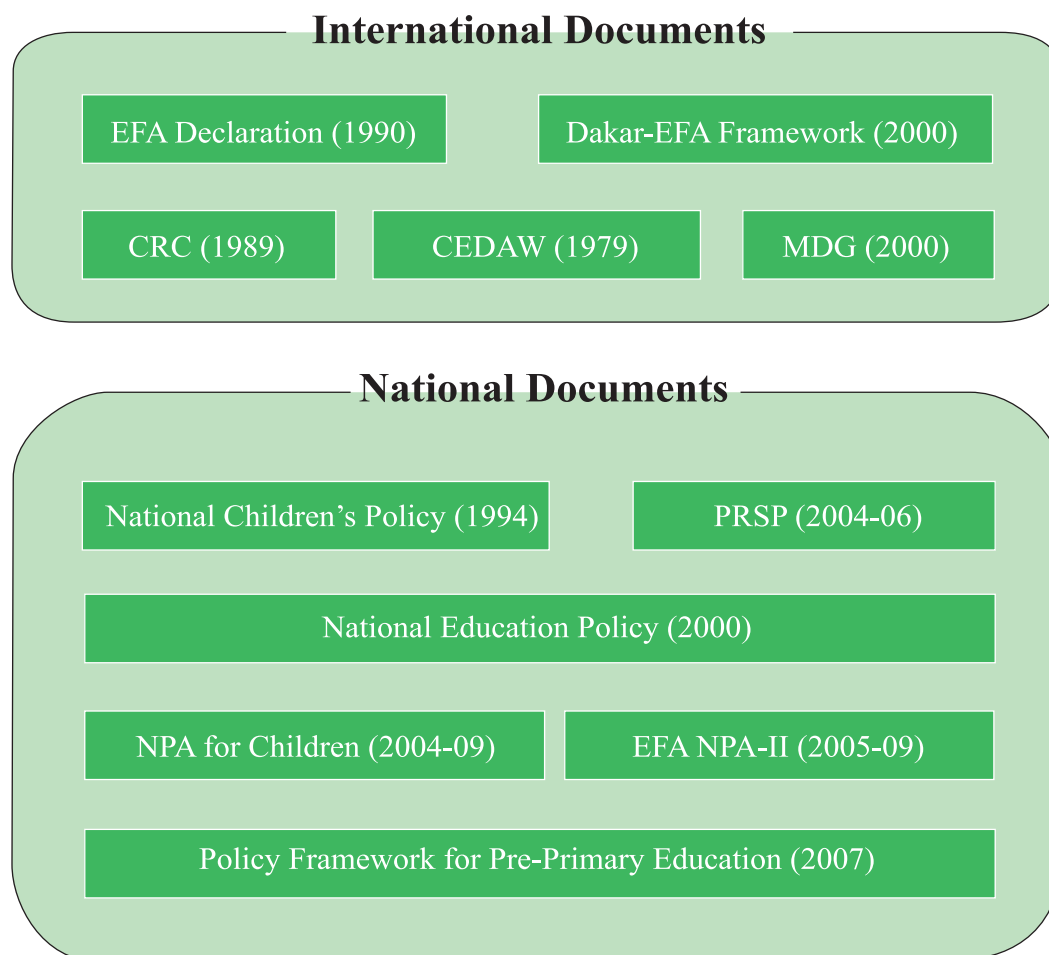 International Documents
EFA Declaration (1990)
Dakar-EFA Framework (2000)
CRC (1989)
CEDAW (1979)
MDG (2000)
National Documents
National Children’s Policy (1994)
PRSP (2004-06)
National Education Policy (2000)
NPA for Children (2004-09)
EFA NPA-II (2005-09)
Policy Framework for Pre-Primary Education (2007)